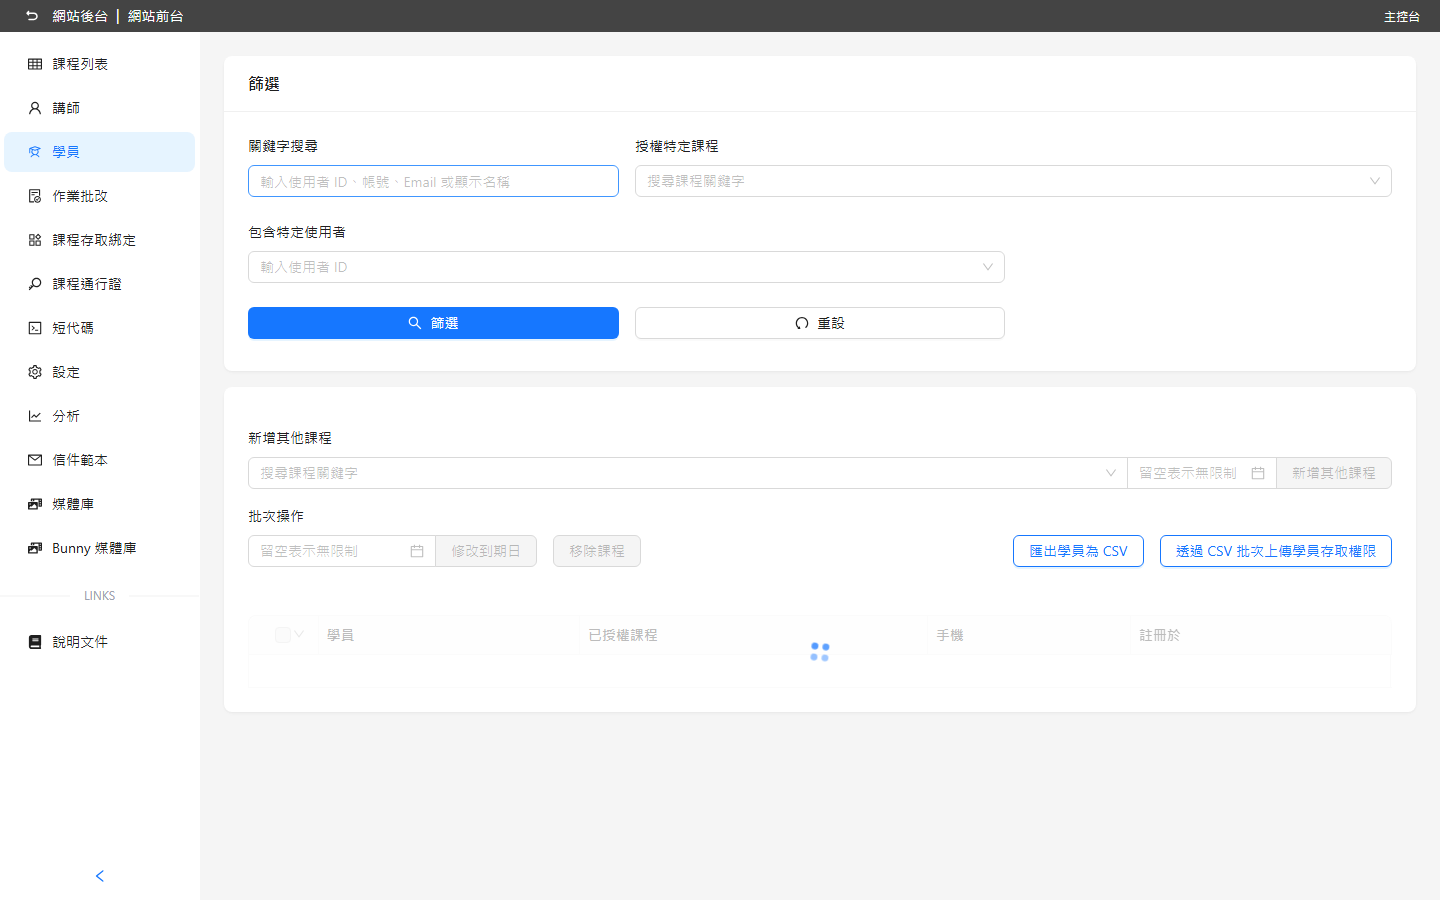 網站後台 | 網站前台
主控台
課程列表
講師
學員
作業批改
課程存取綁定
課程通行證
短代碼
設定
分析
信件範本
媒體庫
Bunny 媒體庫
LINKS
說明文件
篩選
關鍵字搜尋
授權特定課程
輸入使用者 ID、帳號、Email 或顯示名稱
搜尋課程關鍵字
包含特定使用者
輸入使用者 ID
篩選
重設
新增其他課程
搜尋課程關鍵字
留空表示無限制
新增其他課程
批次操作
留空表示無限制
修改到期日
移除課程
匯出學員為 CSV
透過 CSV 批次上傳學員存取權限
學員
已授權課程
手機
註冊於